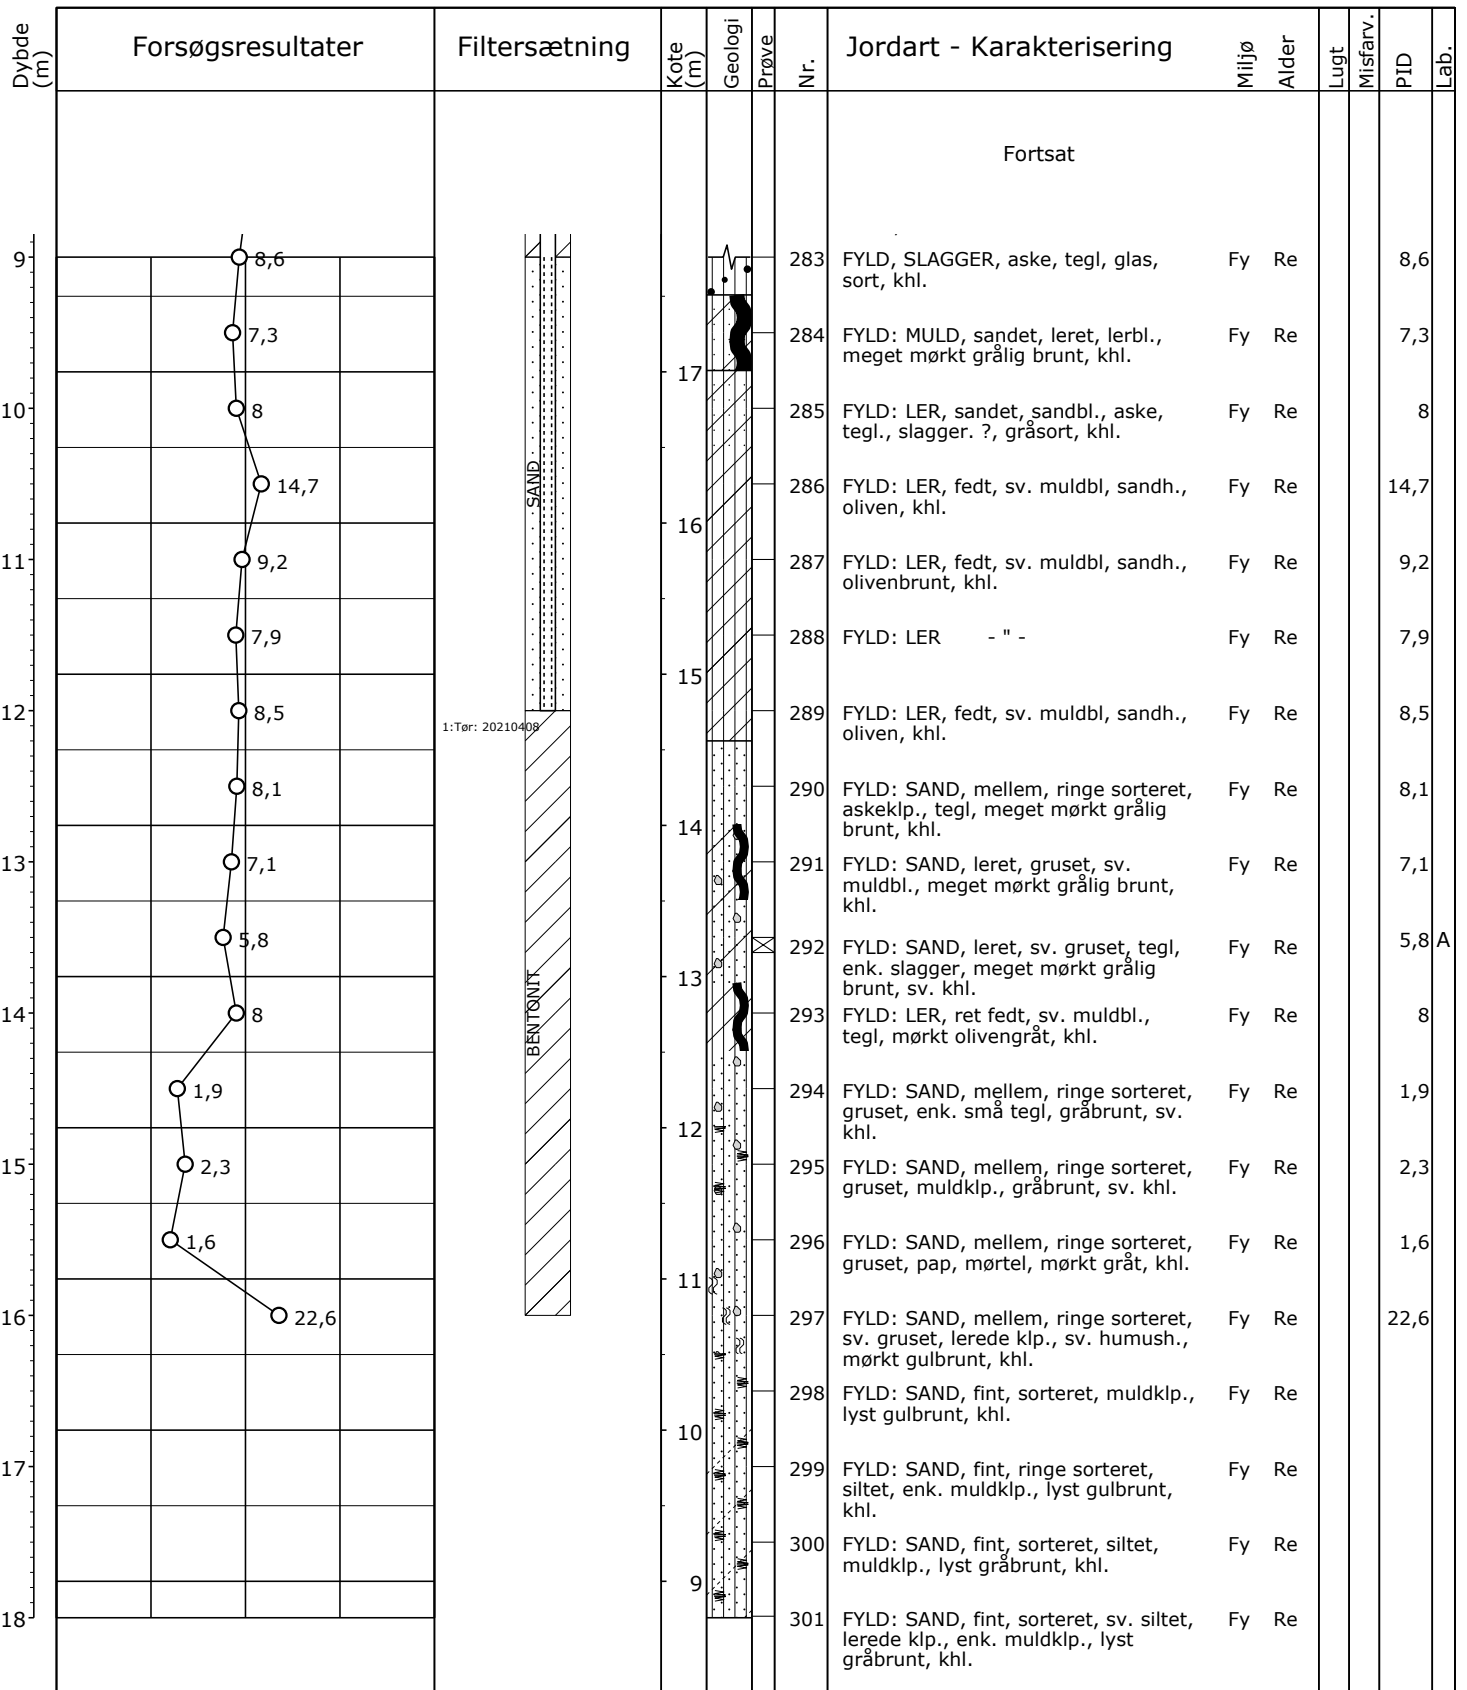 Dybde (m)
Forsøgsresultater
Filtersætning
Kote (m)
Geologi
Prøve
Nr.
Jordart - Karakterisering
Miljø
Alder
Lugt
Misfarv.
PID
Lab.
Fortsat
9 8,6 283 FYLD, SLAGGER, aske, tegl, glas, Fy Re 8,6
sort, khl.
7,3 284 FYLD: MULD, sandet, leret, lerbl., Fy Re 7,3
meget mørkt grålig brunt, khl.
17
10 8 285 FYLD: LER, sandet, sandbl., aske, Fy Re 8
tegl., slagger. ?, gråsort, khl.
SAND
14,7 286 FYLD: LER, fedt, sv. muldbl, sandh., Fy Re 14,7
oliven, khl.
16
11 9,2 287 FYLD: LER, fedt, sv. muldbl, sandh., Fy Re 9,2
olivenbrunt, khl.
7,9 288 FYLD: LER - " - Fy Re 7,9
15
12 8,5 289 FYLD: LER, fedt, sv. muldbl, sandh., Fy Re 8,5
1:Tør: 20210408
oliven, khl.
8,1 290 FYLD: SAND, mellem, ringe sorteret, Fy Re 8,1
askeklp., tegl, meget mørkt grålig
14
brunt, khl.
13 7,1 291 FYLD: SAND, leret, gruset, sv. Fy Re 7,1
muldbl., meget mørkt grålig brunt,
khl.
5,8 292 FYLD: SAND, leret, sv. gruset, tegl, Fy Re 5,8 A
enk. slagger, meget mørkt grålig
13
brunt, sv. khl.
BENTONIT
14 8 293 FYLD: LER, ret fedt, sv. muldbl., Fy Re 8
tegl, mørkt olivengråt, khl.
1,9 294 FYLD: SAND, mellem, ringe sorteret, Fy Re 1,9
gruset, enk. små tegl, gråbrunt, sv.
12
khl.
15 2,3 295 FYLD: SAND, mellem, ringe sorteret, Fy Re 2,3
gruset, muldklp., gråbrunt, sv. khl.
1,6 296 FYLD: SAND, mellem, ringe sorteret, Fy Re 1,6
gruset, pap, mørtel, mørkt gråt, khl.
11
16 22,6 297 FYLD: SAND, mellem, ringe sorteret, Fy Re 22,6
sv. gruset, lerede klp., sv. humush.,
mørkt gulbrunt, khl.
298 FYLD: SAND, fint, sorteret, muldklp., Fy Re
lyst gulbrunt, khl.
10
17 299 FYLD: SAND, fint, ringe sorteret, Fy Re
siltet, enk. muldklp., lyst gulbrunt,
khl.
300 FYLD: SAND, fint, sorteret, siltet, Fy Re
muldklp., lyst gråbrunt, khl.
9
18 301 FYLD: SAND, fint, sorteret, sv. siltet, Fy Re
lerede klp., enk. muldklp., lyst
gråbrunt, khl.